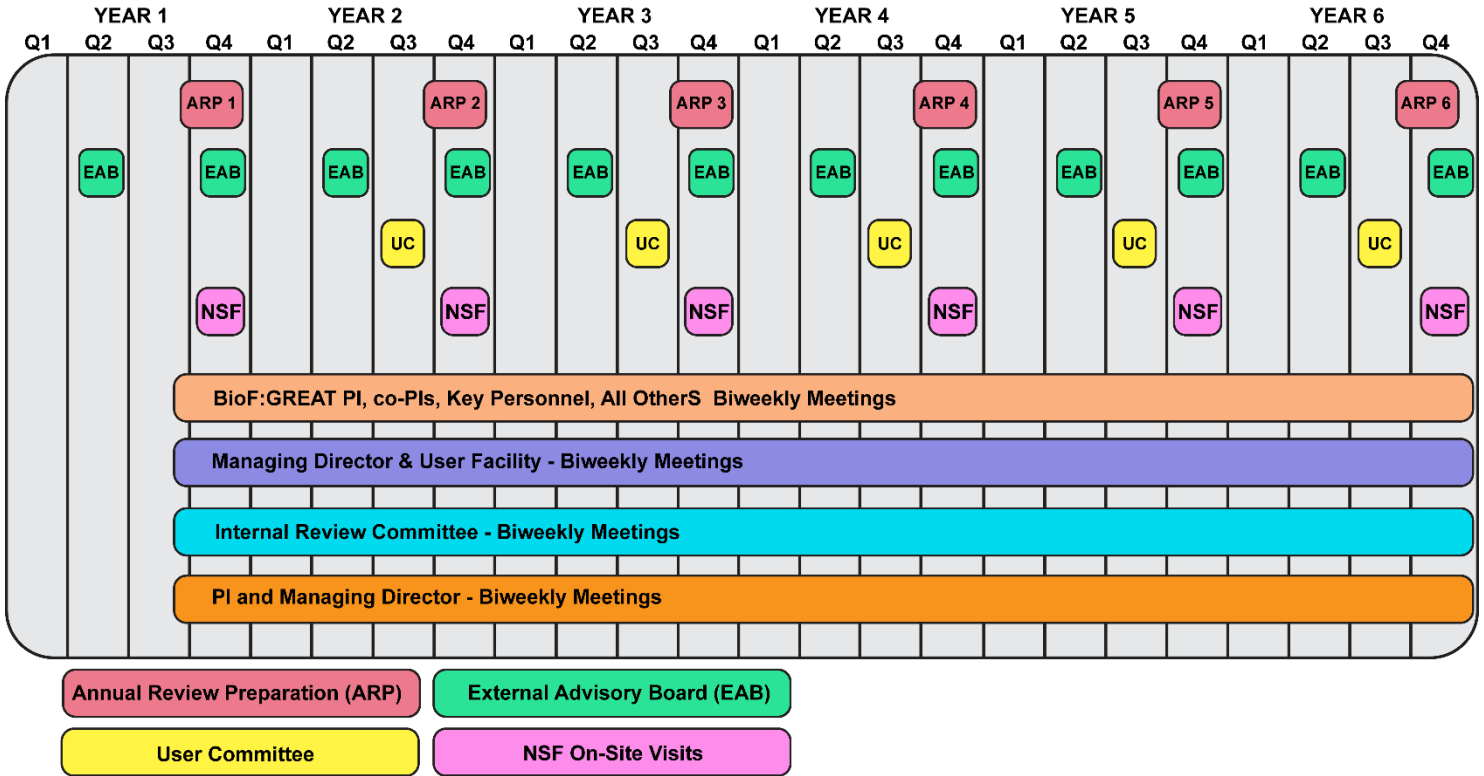 YEAR 1 YEAR 2 YEAR 3 YEAR 4 YEAR 5 YEAR 6
Q1 Q2 Q3 Q4 Q1 Q2 Q3 Q4 Q1 Q2 Q3 Q4 Q1 Q2 Q3 Q4 Q1 Q2 Q3 Q4 Q1 Q2 Q3 Q4
ARP 1 ARP 2 ARP 3 ARP 4 ARP 5 ARP 6
EAB EAB EAB EAB EAB EAB EAB EAB EAB EAB EAB EAB
UC UC UC UC UC
NSF NSF NSF NSF NSF NSF
BioF:GREAT PI, co-PIs, Key Personnel, All OtherS Biweekly Meetings
Managing Director & User Facility - Biweekly Meetings
Internal Review Committee - Biweekly Meetings
PI and Managing Director - Biweekly Meetings
Annual Review Preparation (ARP) External Advisory Board (EAB)
User Committee NSF On-Site Visits